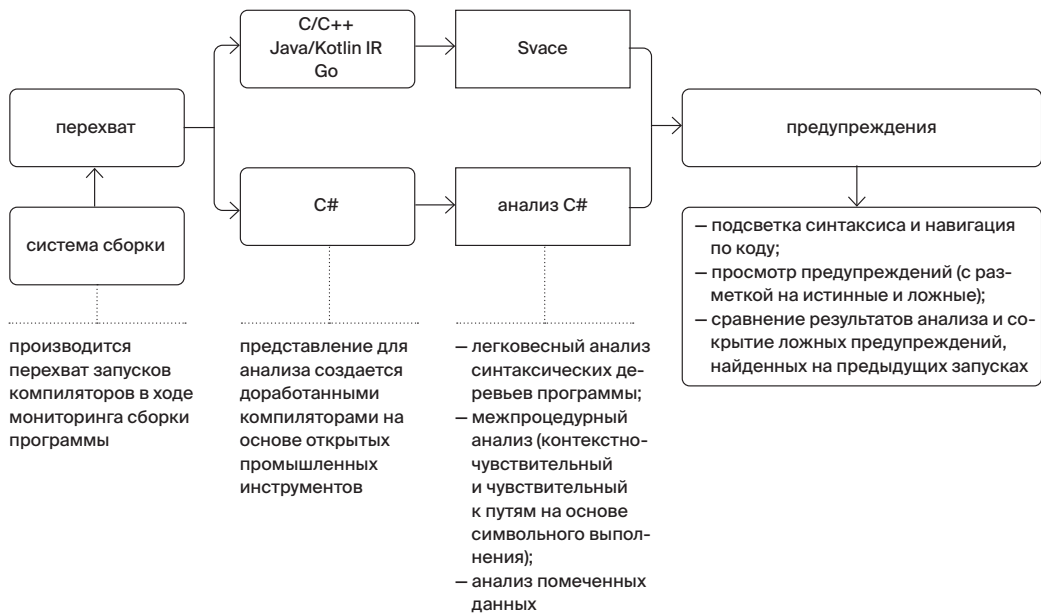 C/C++
Java/Kotlin IR
Go
Svace
перехват
предупреждения
C#
анализ C#
система сборки
— подсветка синтаксиса и навигация
по коду;
— просмотр предупреждений (с раз-
меткой на истинные и ложные);
— сравнение результатов анализа и со-
крытие ложных предупреждений,
найденных на предыдущих запусках
производится
перехват запусков
компиляторов в ходе
мониторинга сборки
программы
представление для
анализа создается
доработанными
компиляторами на
основе открытых
промышленных
инструментов
— легковесный анализ
синтаксических де-
ревьев программы;
— межпроцедурный
анализ (контекстно-
чувствительный
и чувствительный
к путям на основе
символьного выпол-
нения);
— анализ помеченных
данных